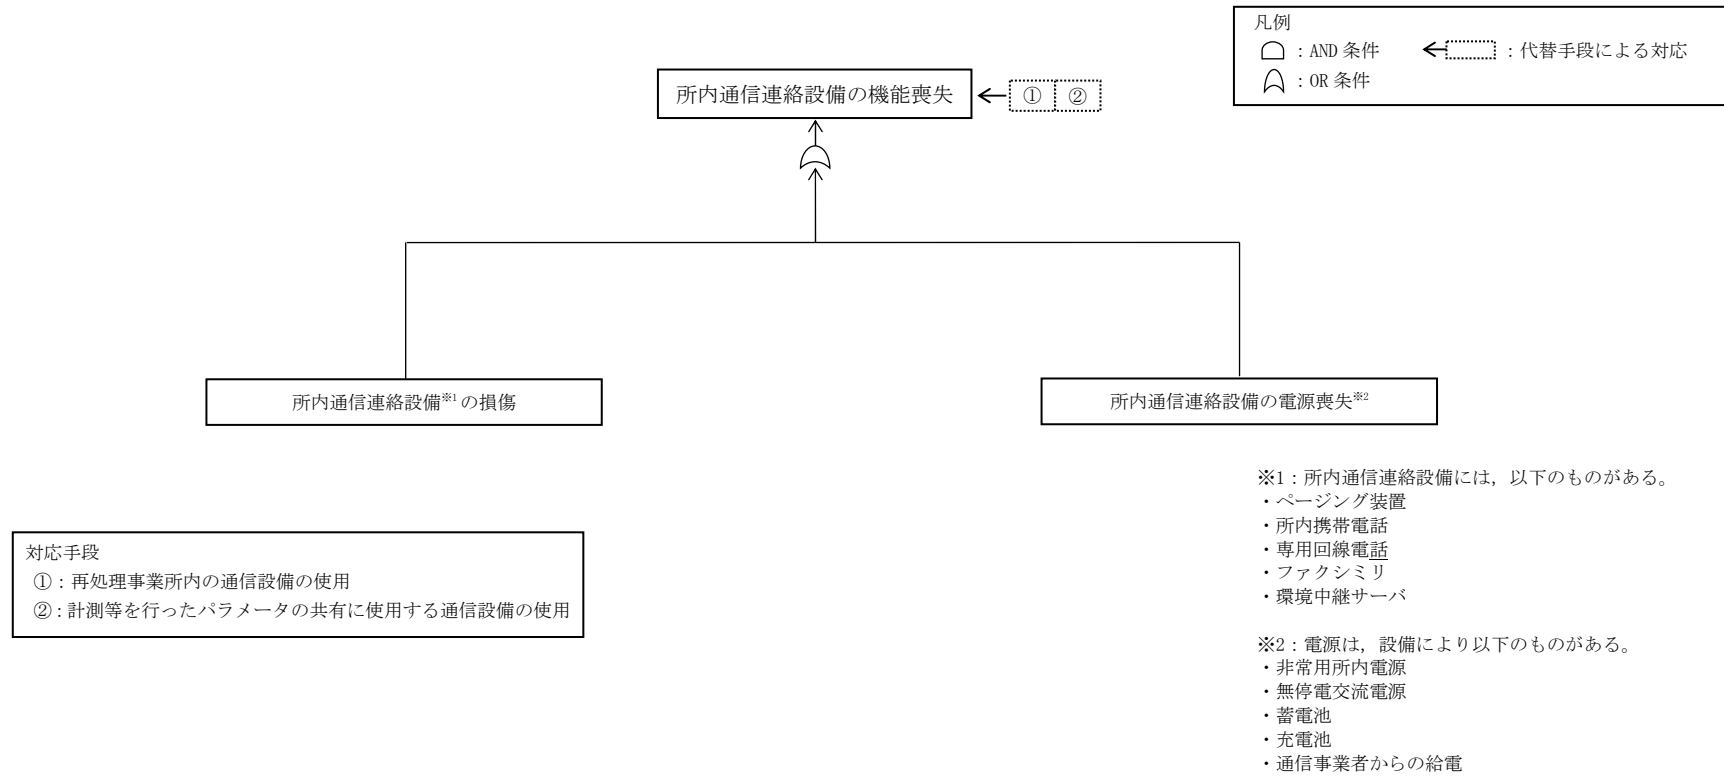 凡例
：AND 条件
：代替手段による対応
：OR 条件
所内通信連絡設備の機能喪失
① ②
所内通信連絡設備※1の損傷
所内通信連絡設備の電源喪失※2
対応手段
①：再処理事業所内の通信設備の使用
②：計測等を行ったパラメータの共有に使用する通信設備の使用
※1：所内通信連絡設備には，以下のものがある。
・ページング装置
・所内携帯電話
・専用回線電話
・ファクシミリ
・環境中継サーバ
※2：電源は，設備により以下のものがある。
・非常用所内電源
・無停電交流電源
・蓄電池
・充電池
・通信事業者からの給電